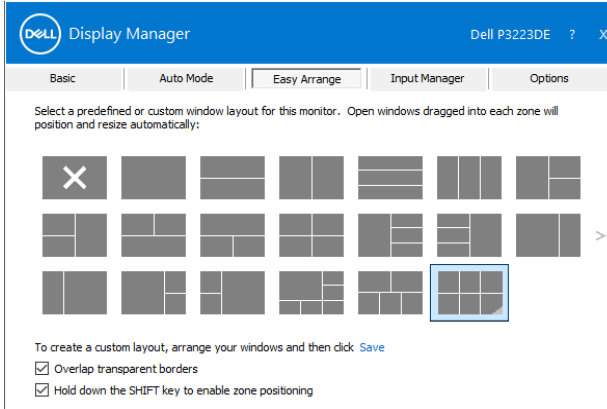 DELL Display Manager Dell P3223DE ? X
Basic Auto Mode Easy Arrange Input Manager Options
Select a predefined or custom window layout for this monitor. Open windows dragged into each zone will
position and resize automatically:
>
To create a custom layout, arrange your windows and then click Save
Overlap transparent borders
Hold down the SHIFT key to enable zone positioning